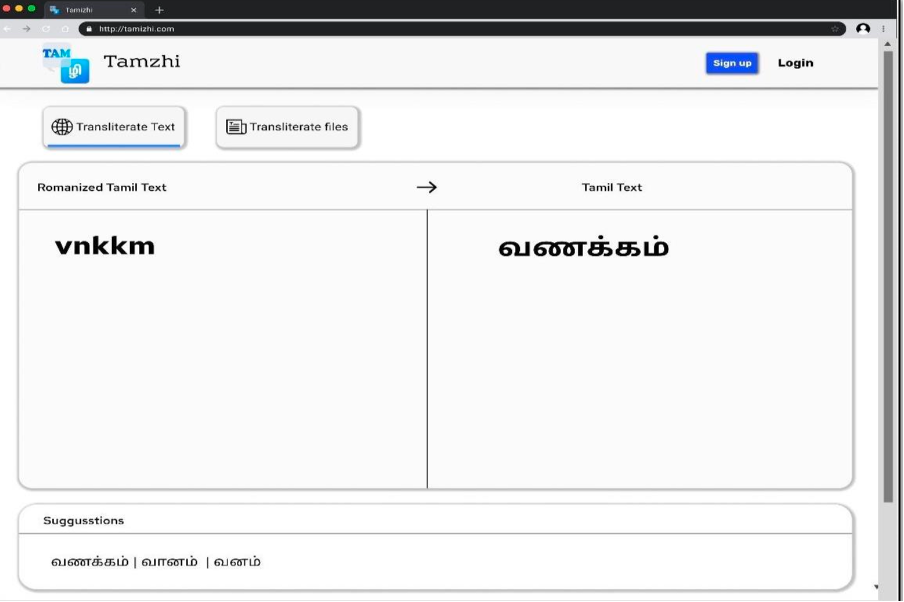 Tamizhi
http://tamizhi.com
TAM
ழி
Tamzhi
Sign up
Login
Transliterate Text
Transliterate files
Romanized Tamil Text → Tamil Text
vnkkm
வணக்கம்
Suggusstions
வணக்கம் | வானம் | வனம்